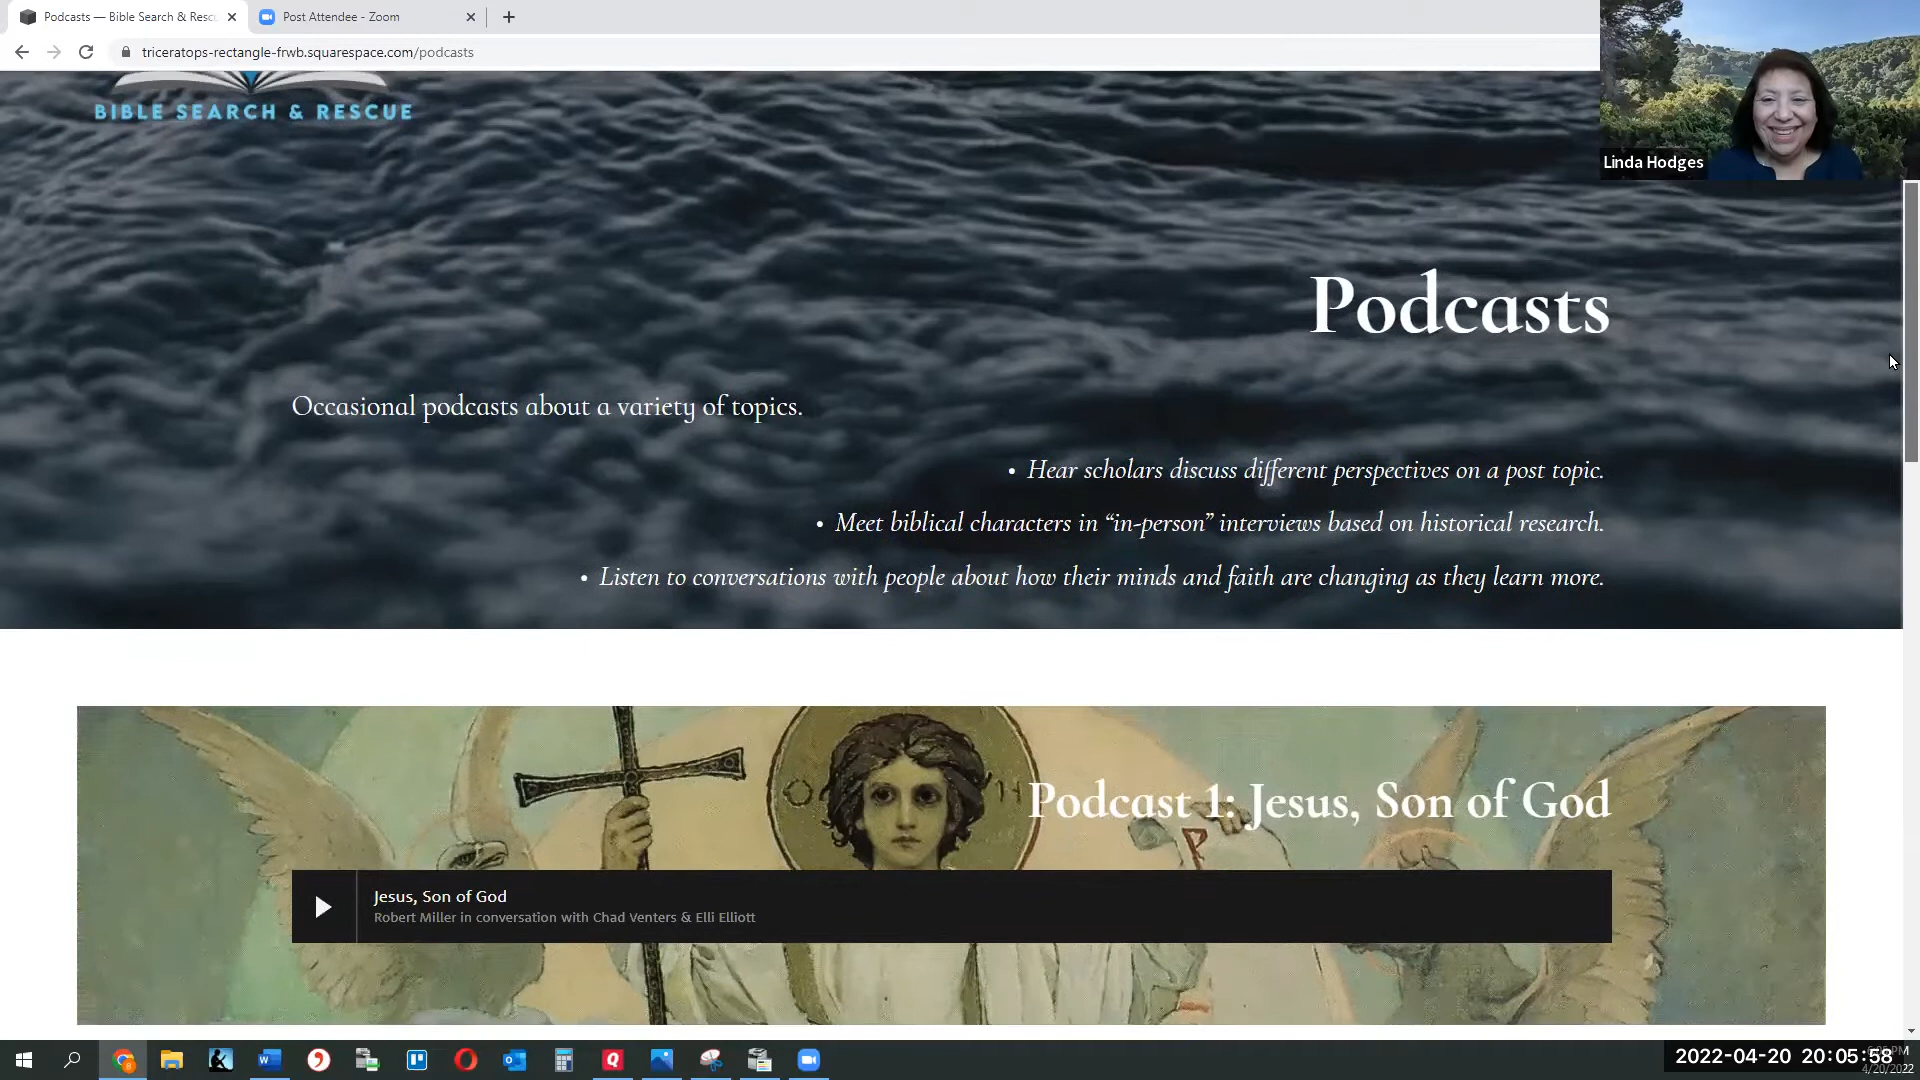 Podcasts — Bible Search & Resc
Post Attendee - Zoom
triceratops-rectangle-frwb.squarespace.com/podcasts
BIBLE SEARCH & RESCUE
Linda Hodges
Podcasts
Occasional podcasts about a variety of topics.
• Hear scholars discuss different perspectives on a post topic.
• Meet biblical characters in “in-person” interviews based on historical research.
• Listen to conversations with people about how their minds and faith are changing as they learn more.
Podcast 1: Jesus, Son of God
Jesus, Son of God
Robert Miller in conversation with Chad Venters & Elli Elliott
2022-04-20 20:05:58
4/20/2022